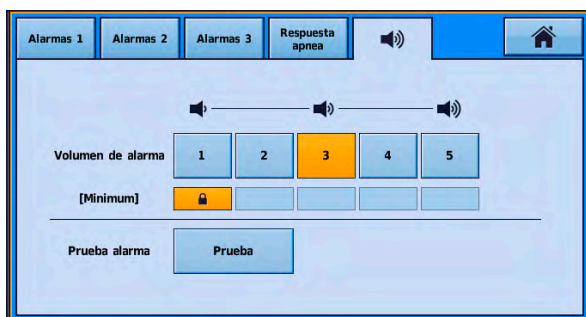 Alarmas 1
Alarmas 2
Alarmas 3
Respuesta
apnea
Volumen de alarma
1
2
3
4
5
[Minimum]
Prueba alarma
Prueba